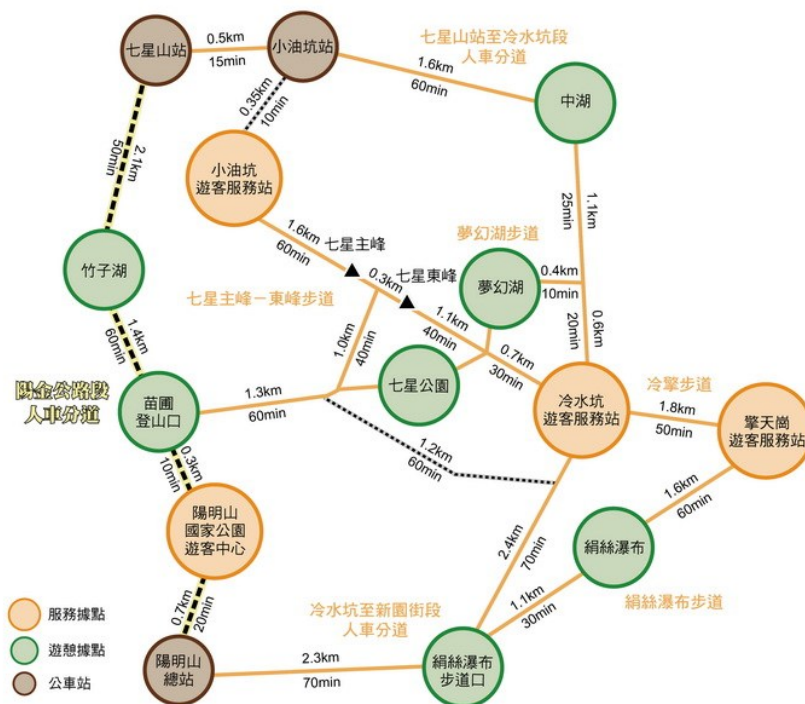 七星山站
0.5km
15min
小油坑站
七星山站至冷水坑段
人車分道
1.6km
60min
中湖
0.35km
10min
2.1km
50min
小油坑
遊客服務站
1.1km
25min
竹子湖
1.6km
60min
七星主峰
0.3km
七星東峰
夢幻湖步道
夢幻湖
0.4km
10min
七星主峰－東峰步道
1.0km
40min
1.1km
40min
0.6km
20min
1.4km
60min
0.7km
30min
陽金公路段
人車分道
苗圃
登山口
1.3km
60min
七星公園
冷水坑
遊客服務站
冷擎步道
1.8km
50min
擎天崗
遊客服務站
1.2km
60min
0.3km
10min
陽明山
國家公園
遊客中心
2.4km
70min
1.6km
60min
絹絲瀑布
絹絲瀑布步道
1.1km
30min
0.7km
20min
冷水坑至新園街段
人車分道
陽明山
總站
2.3km
70min
絹絲瀑布
步道口
服務據點
遊憩據點
公車站